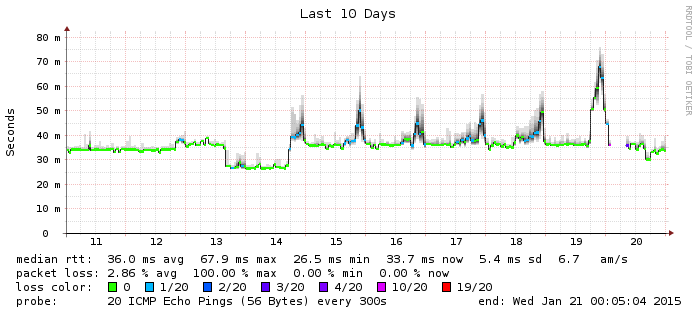 Last 10 Days
RRDTOOL / TOBI OETIKER
Seconds
80 m
70 m
60 m
50 m
40 m
30 m
20 m
10 m
0
11 12 13 14 15 16 17 18 19 20
median rtt: 36.0 ms avg 67.9 ms max 26.5 ms min 33.7 ms now 5.4 ms sd 6.7 am/s
packet loss: 2.86 % avg 100.00 % max 0.00 % min 0.00 % now
loss color: 0 1/20 2/20 3/20 4/20 10/20 19/20
probe: 20 ICMP Echo Pings (56 Bytes) every 300s end: Wed Jan 21 00:05:04 2015